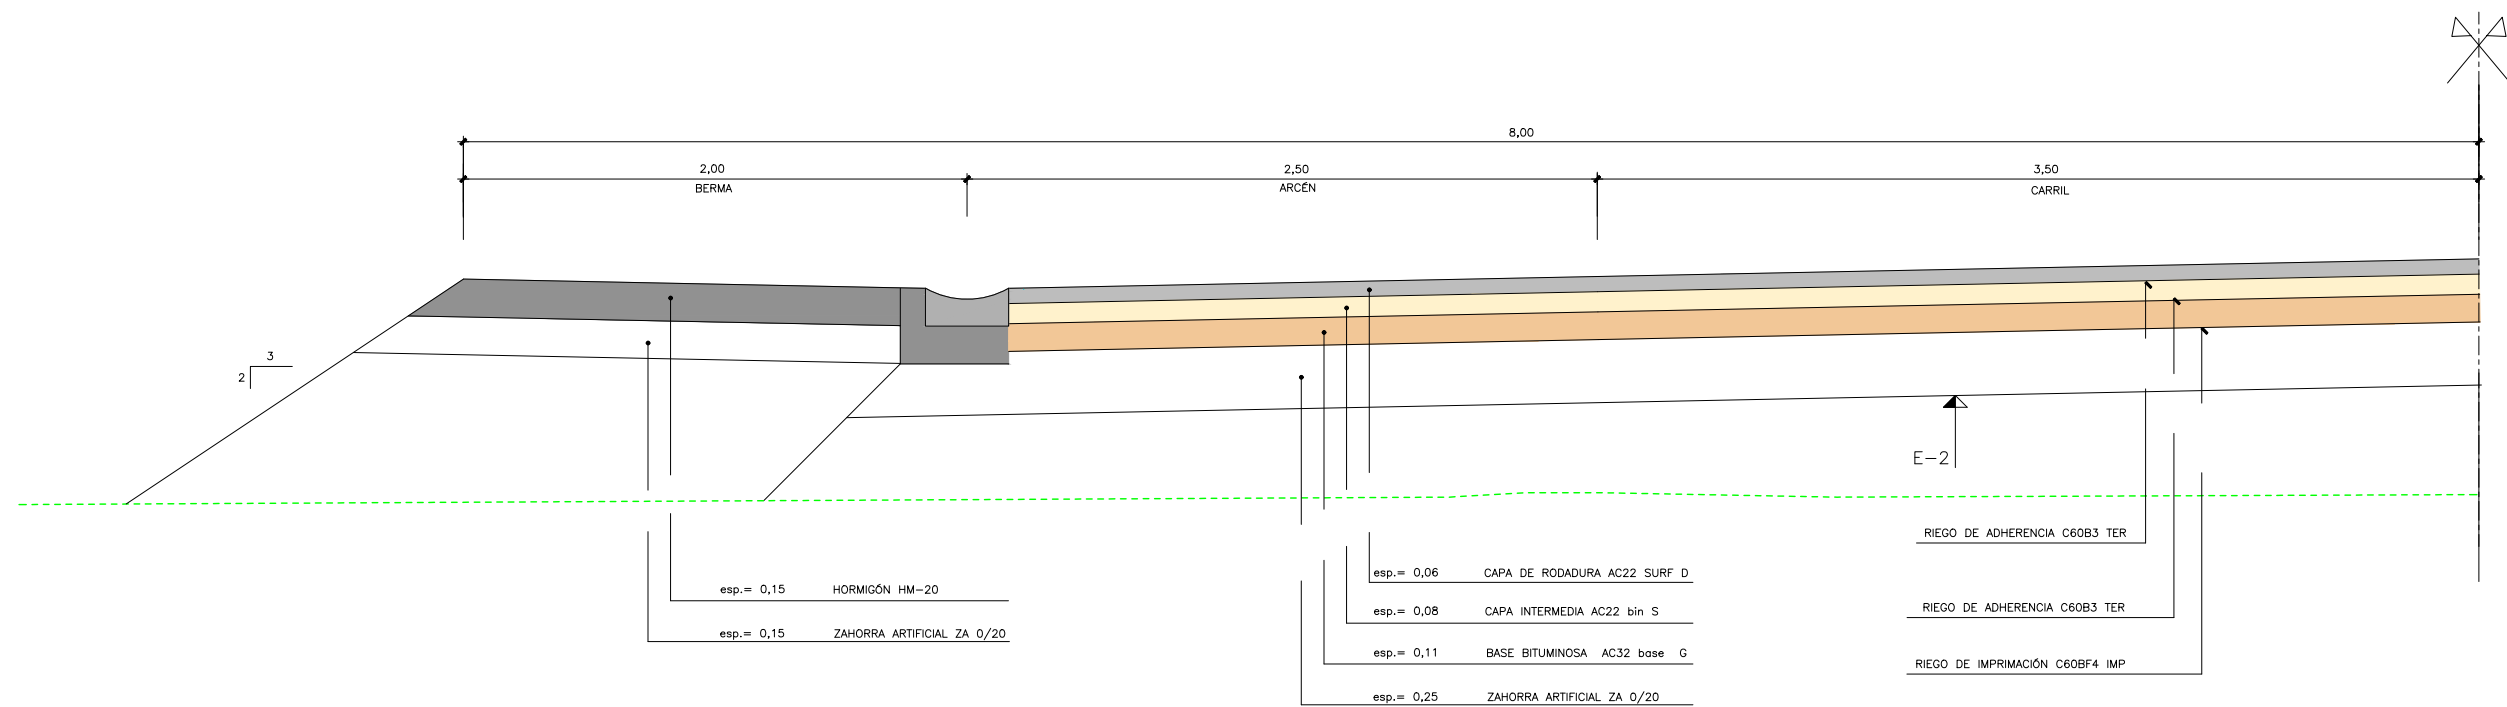 8,00
2,00
2,50
3,50
BERMA
ARCÉN
CARRIL
3
2
E-2
RIEGO DE ADHERENCIA C60B3 TER
esp.= 0,06 CAPA DE RODADURA AC22 SURF D
esp.= 0,15 HORMIGÓN HM-20
esp.= 0,08 CAPA INTERMEDIA AC22 bin S
RIEGO DE ADHERENCIA C60B3 TER
esp.= 0,15 ZAHORRA ARTIFICIAL ZA 0/20
esp.= 0,11 BASE BITUMINOSA AC32 base G
RIEGO DE IMPRIMACIÓN C60BF4 IMP
esp.= 0,25 ZAHORRA ARTIFICIAL ZA 0/20